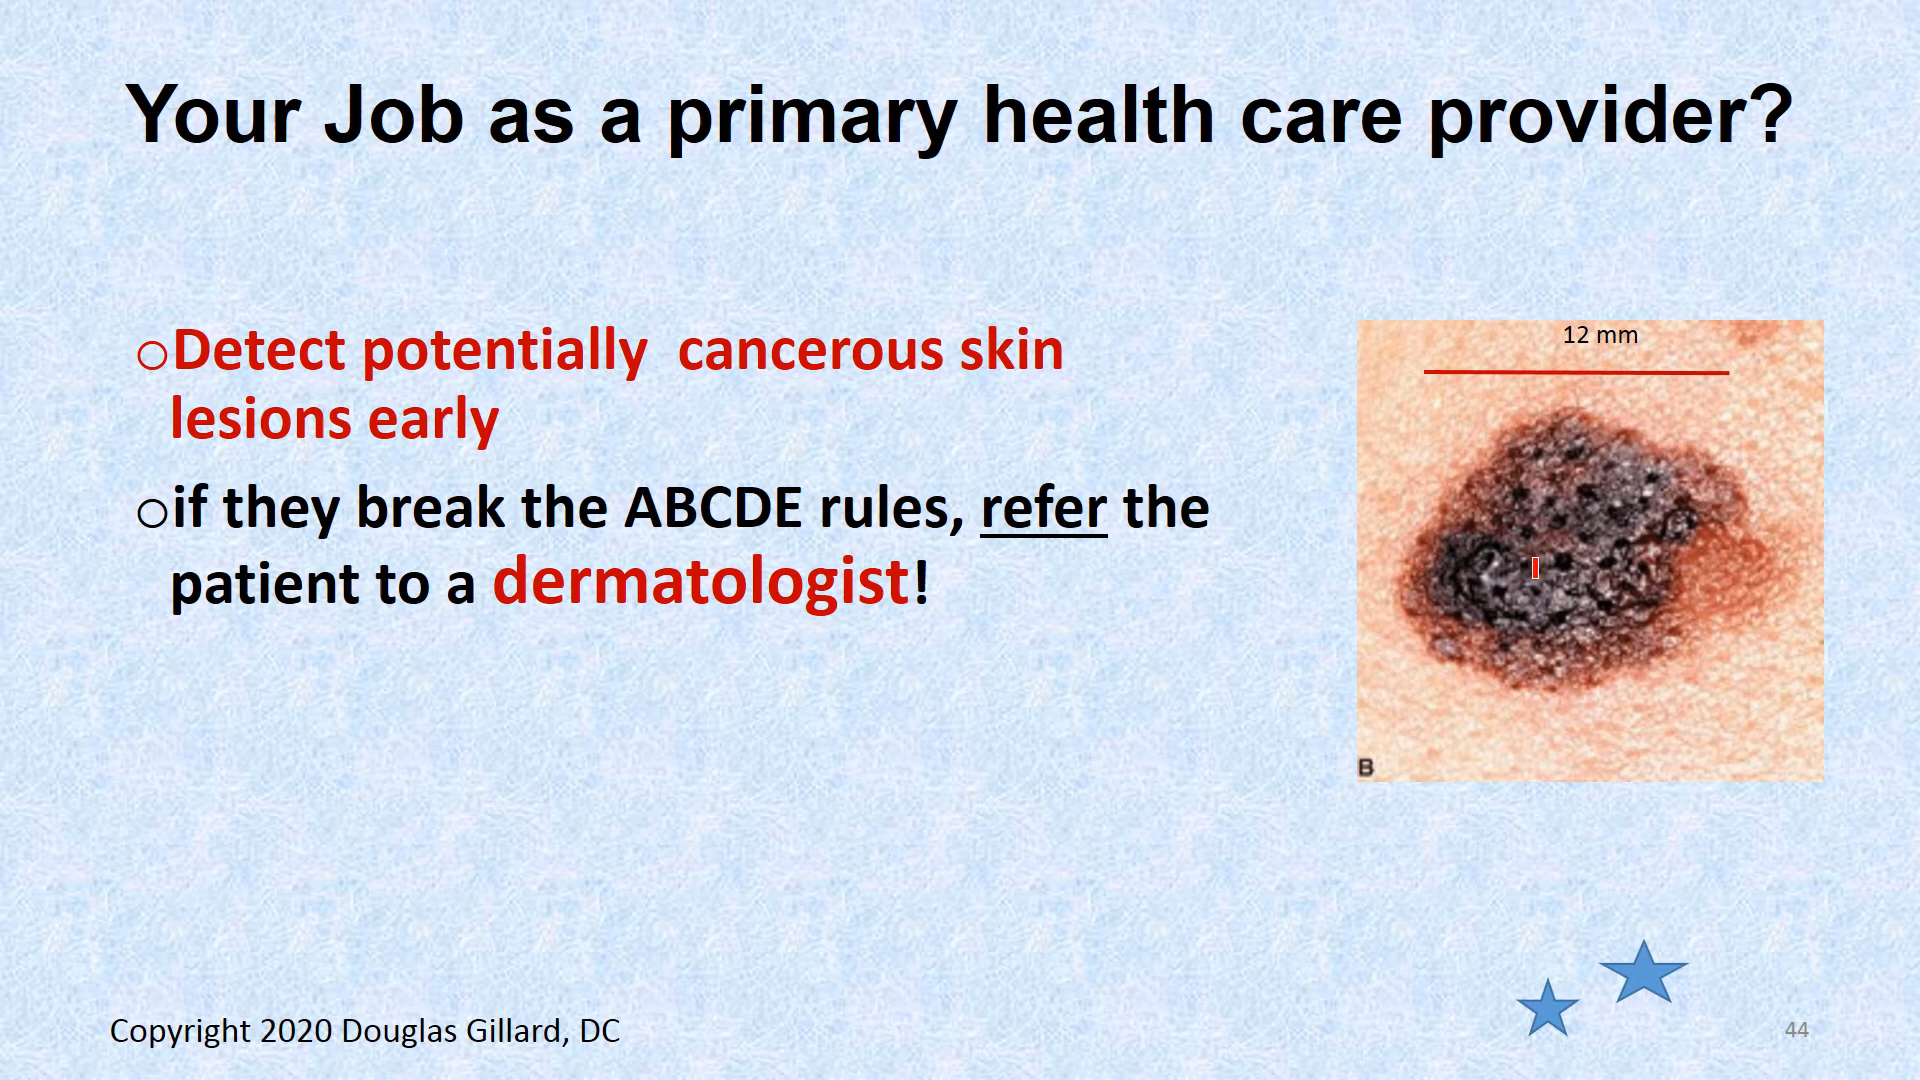 Your Job as a primary health care provider?
oDetect potentially  cancerous skin
lesions early
oif they break the ABCDE rules, refer the
patient to a dermatologist!
12 mm
B
Copyright 2020 Douglas Gillard, DC
44